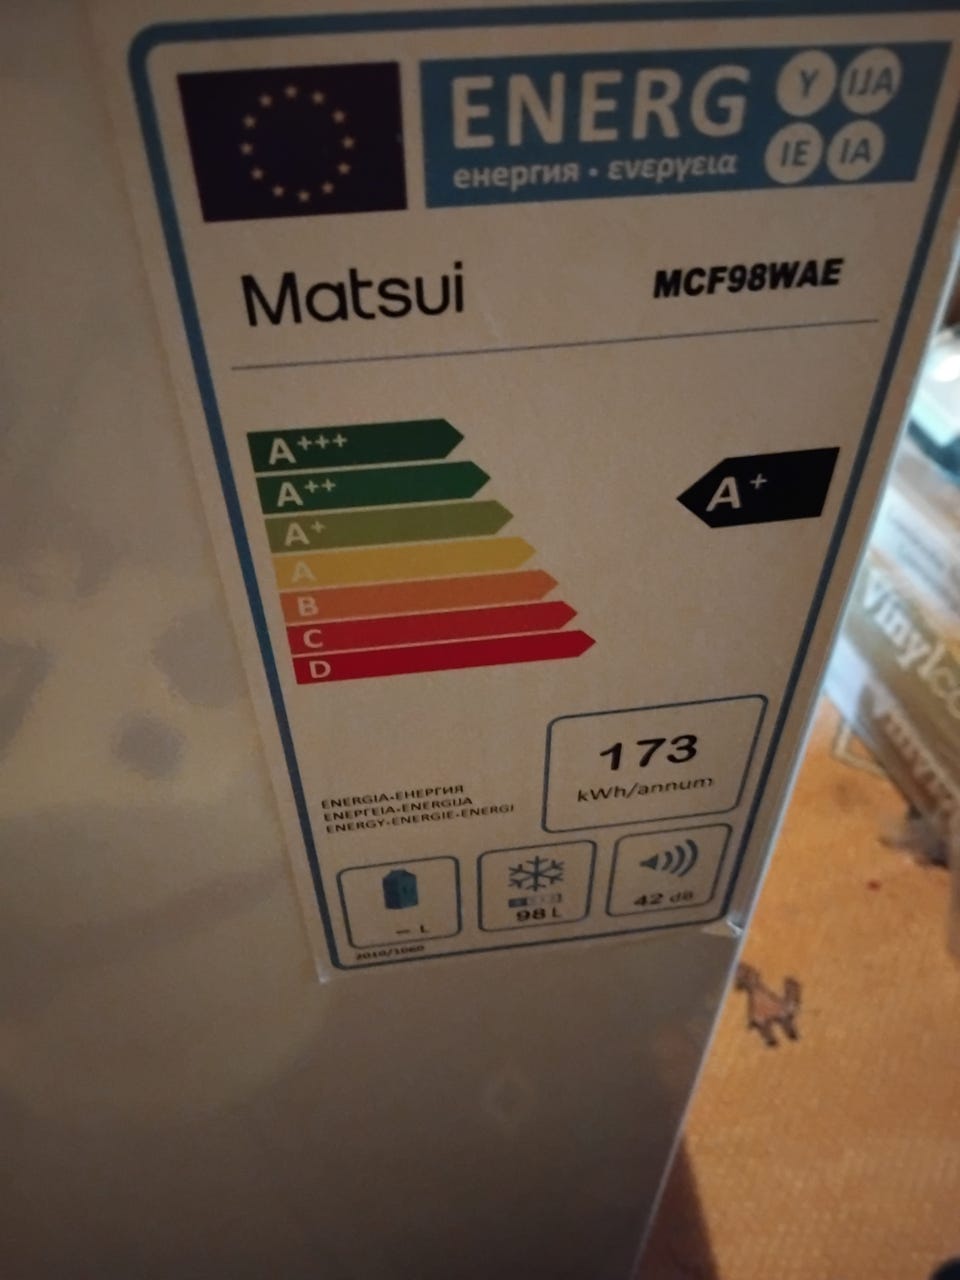 ENERG
Y IJA
IE IA
енергия · ενεργεια
Matsui
MCF98WAE
A+++
A++
A+
A
B
C
D
A+
173
kWh/annum
ENERGIA-ЕНЕРГИЯ
ΕΝΕΡΓΕΙΑ-ENERGIJA
ENERGY-ENERGIE-ENERGI
– L
98 L
42 dB
2010/1060